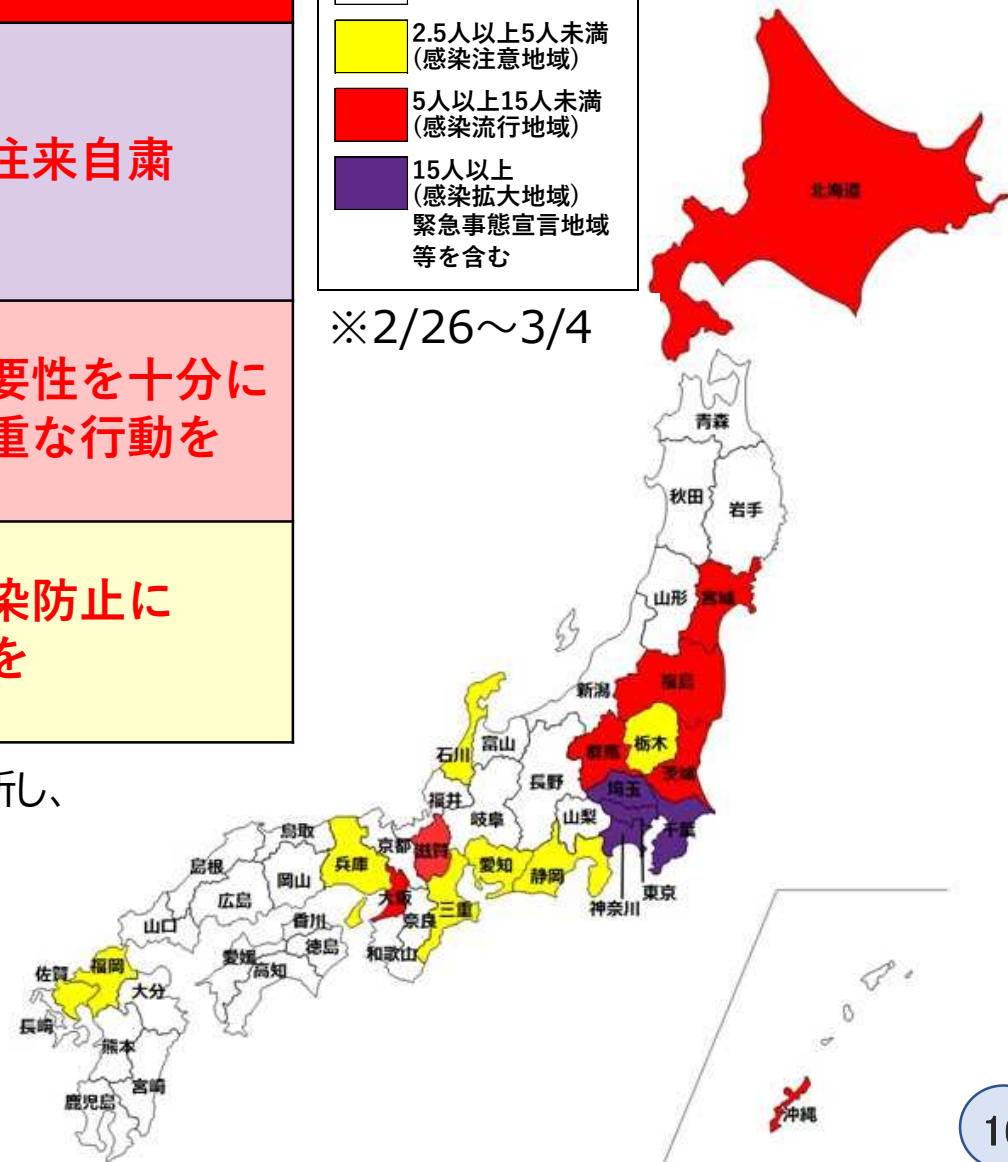 往来自粛
要性を十分に
重な行動を
染防止に
を
折し、
2.5人以上5人未満
(感染注意地域)
5人以上15人未満
(感染流行地域)
15人以上
(感染拡大地域)
緊急事態宣言地域
等を含む
※2/26～3/4
北海道
青森
秋田
岩手
山形
宮城
新潟
福島
石川
富山
群馬
栃木
茨城
長野
埼玉
福井
岐阜
山梨
千葉
鳥取
京都
滋賀
島根
岡山
兵庫
愛知
静岡
東京
神奈川
広島
大阪
奈良
三重
山口
香川
徳島
和歌山
愛媛
高知
佐賀
福岡
大分
長崎
熊本
宮崎
鹿児島
沖縄